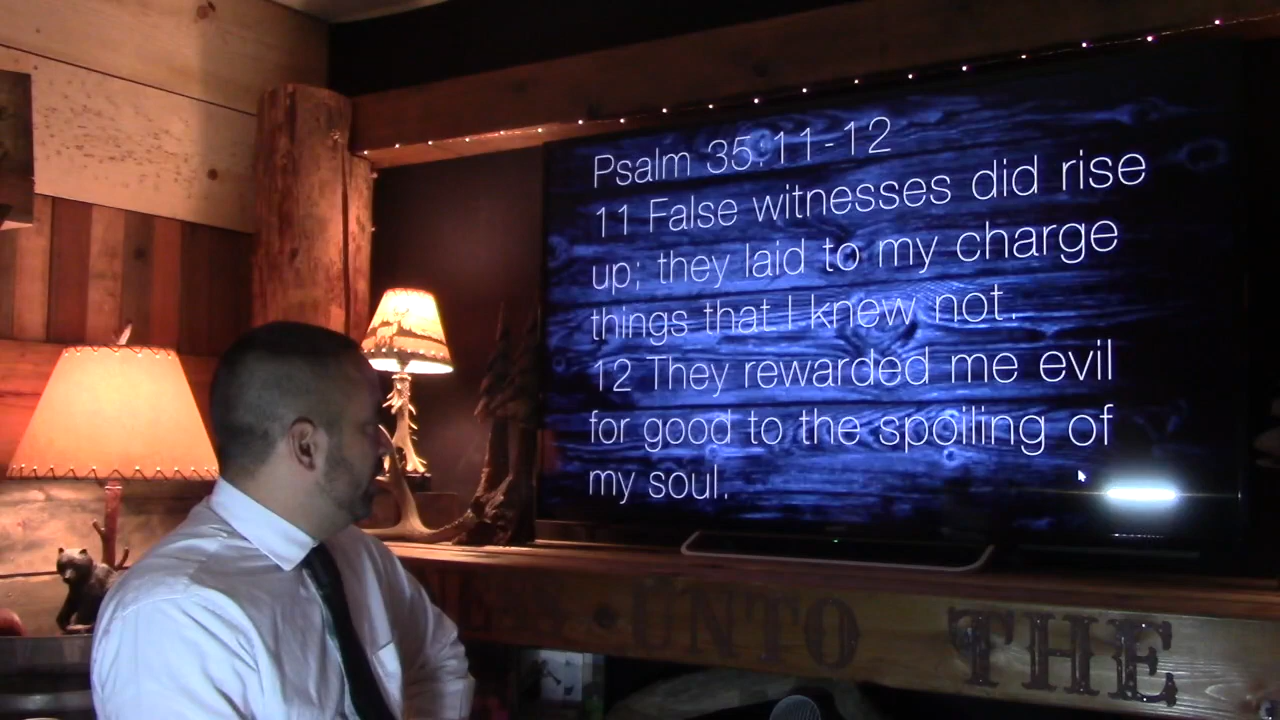 Psalm 35:11-12
11 False witnesses did rise
up; they laid to my charge
things that I knew not.
12 They rewarded me evil
for good to the spoiling of
my soul.
UNTO THE